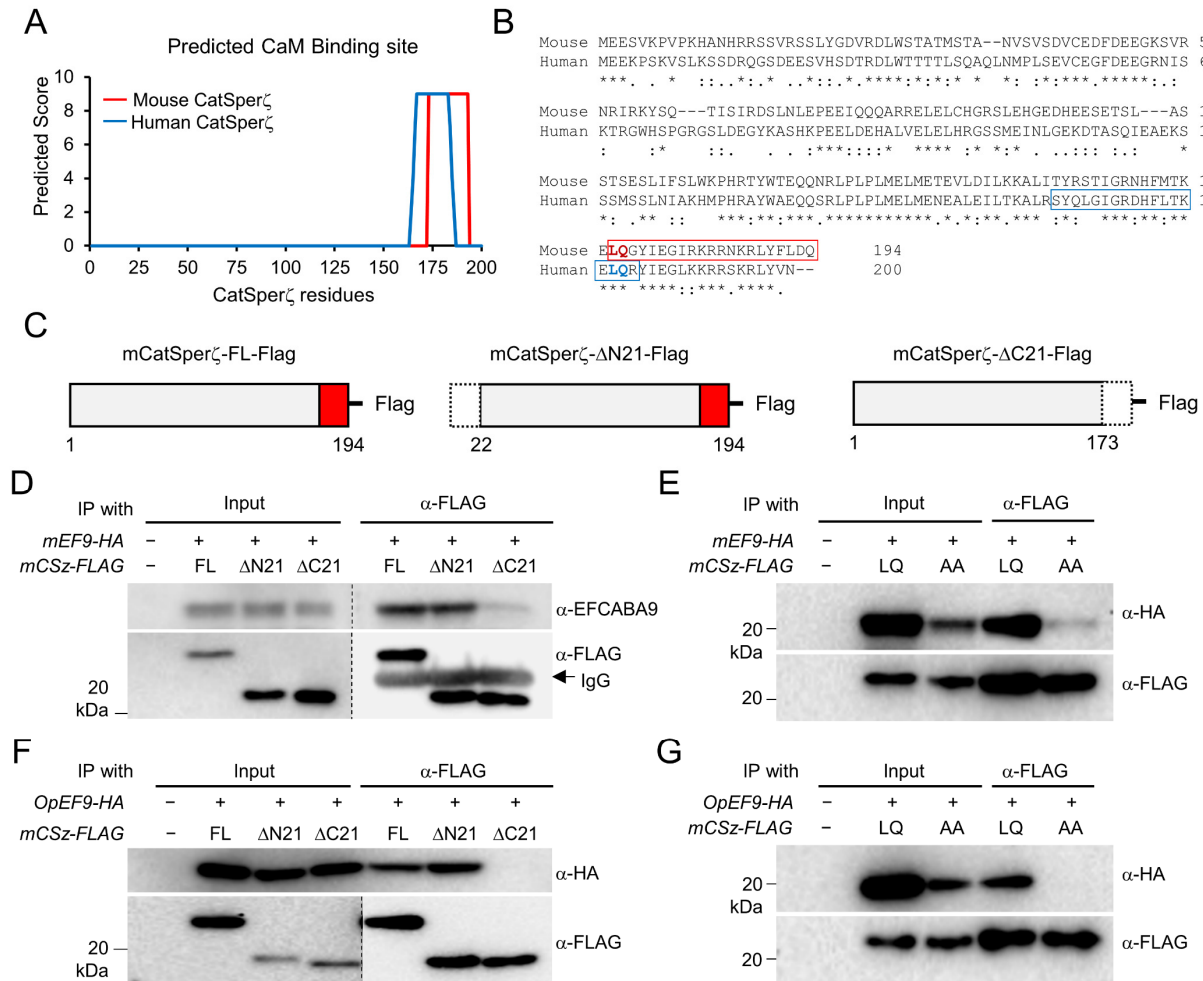 A
Predicted CaM Binding site
Predicted Score
10
8
6
4
2
0
Mouse CatSperζ
Human CatSperζ
0 25 50 75 100 125 150 175 200
CatSperζ residues
B
Mouse MEESVKPVPKHANHRRSSVRSSLYGDVRDLWSTATMSTA--NVSVSDVCEDFDEEGKSVR 5
Human MEEKPSKVSLKSSDRQGSDEESVHSDTRDLWTTTTLSQAQLNMPLSEVCEGFDEEGRNIS 6
Mouse NRIRKYSQ---TISIRDSLNLEPEEIQQQARRELELCHGRSLEHGEDHEESETSL---AS 1
Human KTRGWHSPGRGSLDEGYKASHKPEELDEHALVELELHRGSSMEINLGEKDTASQIEAEKS 1
Mouse STSESLIFSLWKPHRTYWTEQQNRLPLPLMELMETEVLDILKKALITYRSTIGRNHFMTK 1
Human SSMSSLNIAKHMPHRAYWAEQQSRLPLPLMELMENEALEILTKALRSYQLGIGRDHFLTK 1
Mouse ELQGYIEGIRKRRNKRLYFLDQ 194
Human ELQRYIEGLKKRRSKRLYVN-- 200
C
mCatSperζ-FL-Flag
mCatSperζ-ΔN21-Flag
mCatSperζ-ΔC21-Flag
Flag
Flag
Flag
1 194
22 194
1 173
D
IP with Input α-FLAG
mEF9-HA – + + + + + +
mCSz-FLAG – FL ΔN21 ΔC21 FL ΔN21 ΔC21
α-EFCABA9
α-FLAG
IgG
20
kDa
E
IP with Input α-FLAG
mEF9-HA – + + + +
mCSz-FLAG – LQ AA LQ AA
20
kDa
α-HA
20
α-FLAG
F
IP with Input α-FLAG
OpEF9-HA – + + + + + +
mCSz-FLAG – FL ΔN21 ΔC21 FL ΔN21 ΔC21
α-HA
20
kDa
α-FLAG
G
IP with Input α-FLAG
OpEF9-HA – + + + +
mCSz-FLAG – LQ AA LQ AA
20
kDa
α-HA
20
α-FLAG